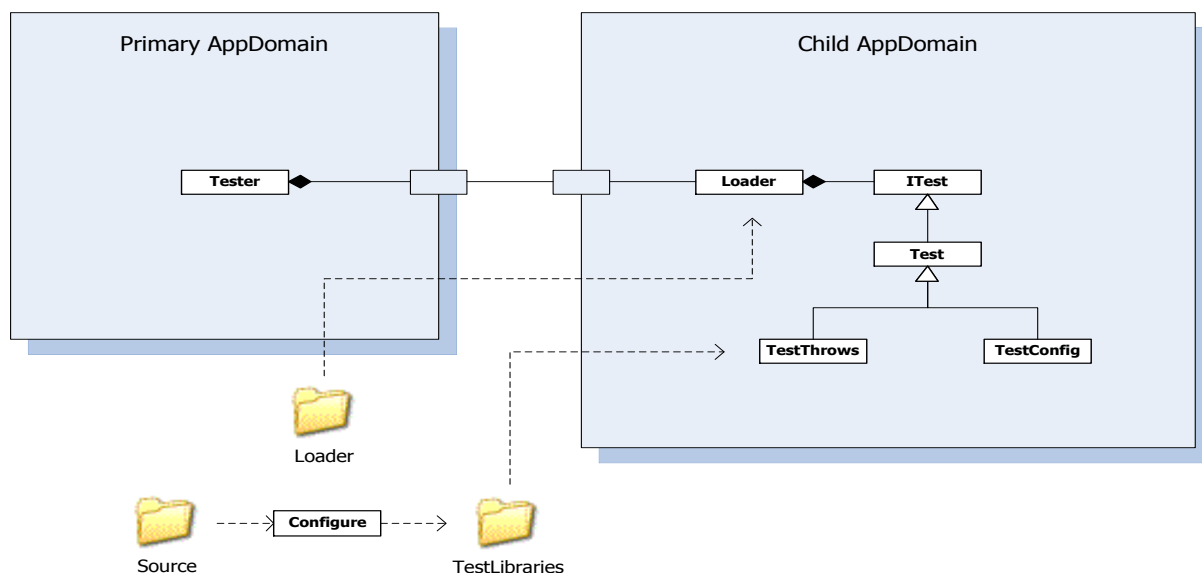 Primary AppDomain
Child AppDomain
Tester
Loader
ITest
Test
TestThrows
TestConfig
Loader
Configure
Source
TestLibraries